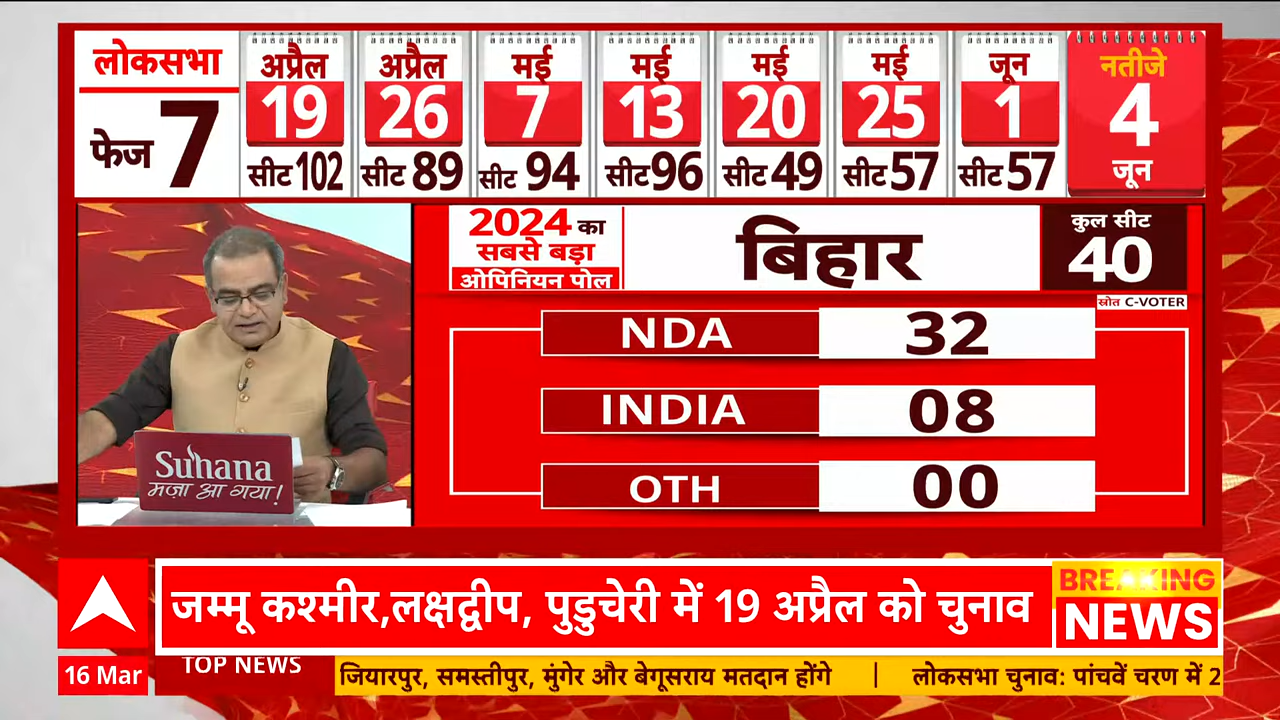 लोकसभा
फेज 7
अप्रैल
19
सीट 102
अप्रैल
26
सीट 89
मई
7
सीट 94
मई
13
सीट 96
मई
20
सीट 49
मई
25
सीट 57
जून
1
सीट 57
नतीजे
4
जून
2024 का
सबसे बड़ा
ओपिनियन पोल
बिहार
कुल सीट
40
स्रोत C-VOTER
NDA 32
INDIA 08
OTH 00
Suhana
मज़ा आ गया!
जम्मू कश्मीर,लक्षद्वीप, पुडुचेरी में 19 अप्रैल को चुनाव
BREAKING
NEWS
16 Mar
TOP NEWS
जियारपुर, समस्तीपुर, मुंगेर और बेगूसराय मतदान होंगे | लोकसभा चुनाव: पांचवें चरण में 2